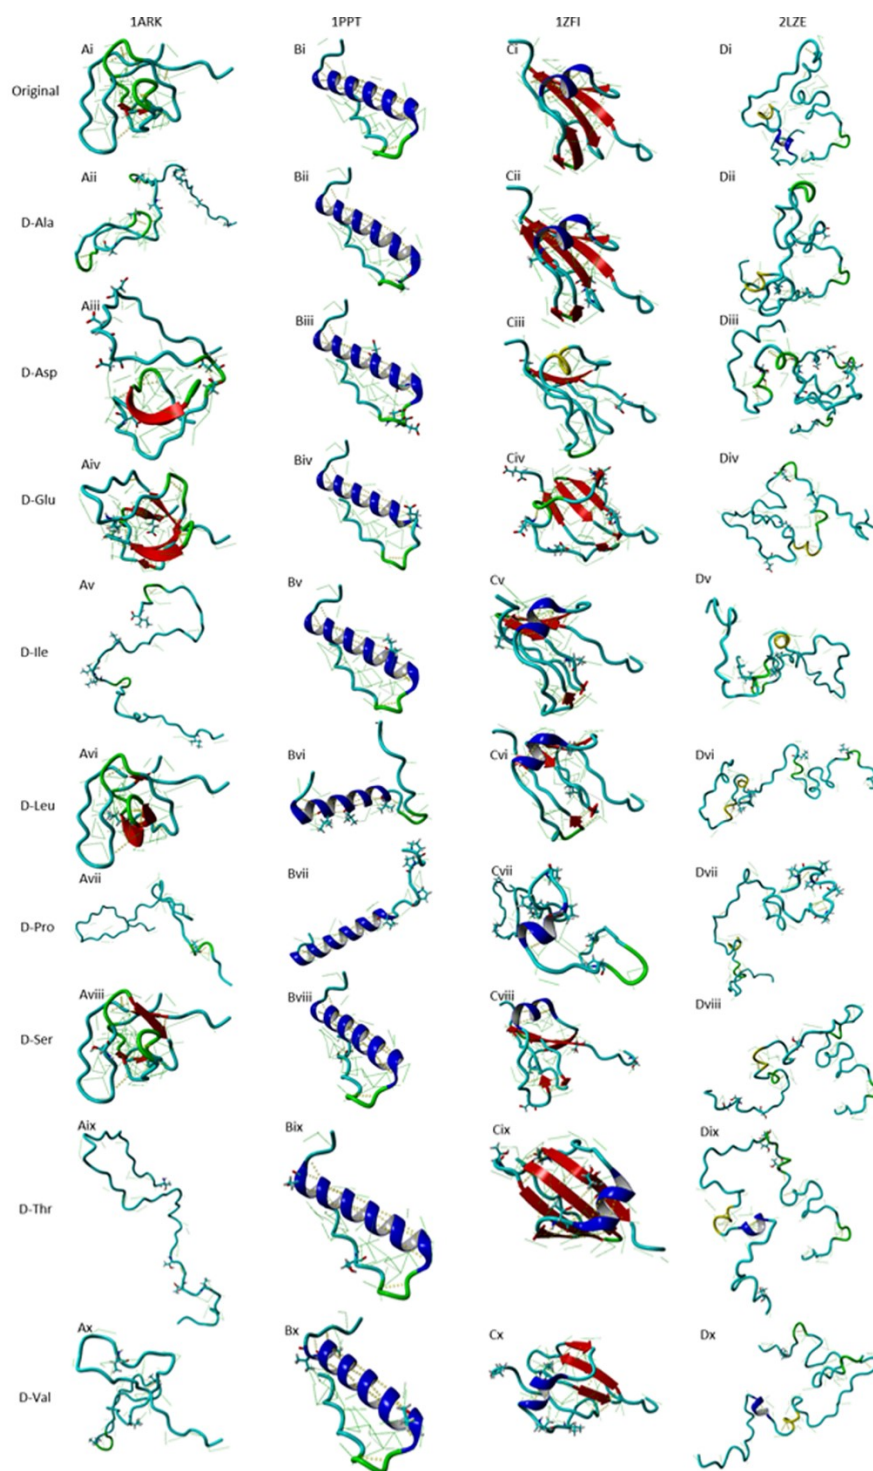 1ARK 1PPT 1ZFI 2LZE
Ai Bi Ci Di
Original
Aii Bii Cii Dii
D-Ala
Aiii Biii Ciii Diii
D-Asp
Aiv Biv Civ Div
D-Glu
Av Bv Cv Dv
D-Ile
Avi Bvi Cvi Dvi
D-Leu
Avii Bvii Cvii Dvii
D-Pro
Aviii Bviii Cviii Dviii
D-Ser
Aix Bix Cix Dix
D-Thr
Ax Bx Cx Dx
D-Val